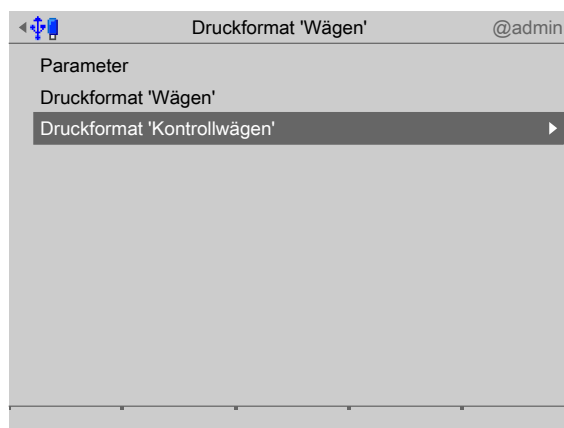 Druckformat 'Wägen' @admin
Parameter
Druckformat 'Wägen'
Druckformat 'Kontrollwägen'